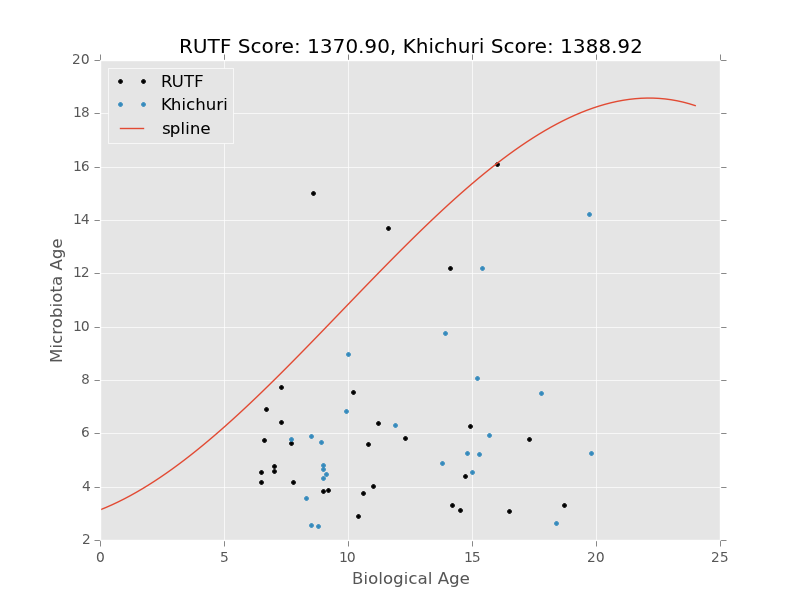 RUTF Score: 1370.90, Khichuri Score: 1388.92
RUTF
Khichuri
spline
20
18
16
14
12
10
8
6
4
2
Microbiota Age
0 5 10 15 20 25
Biological Age